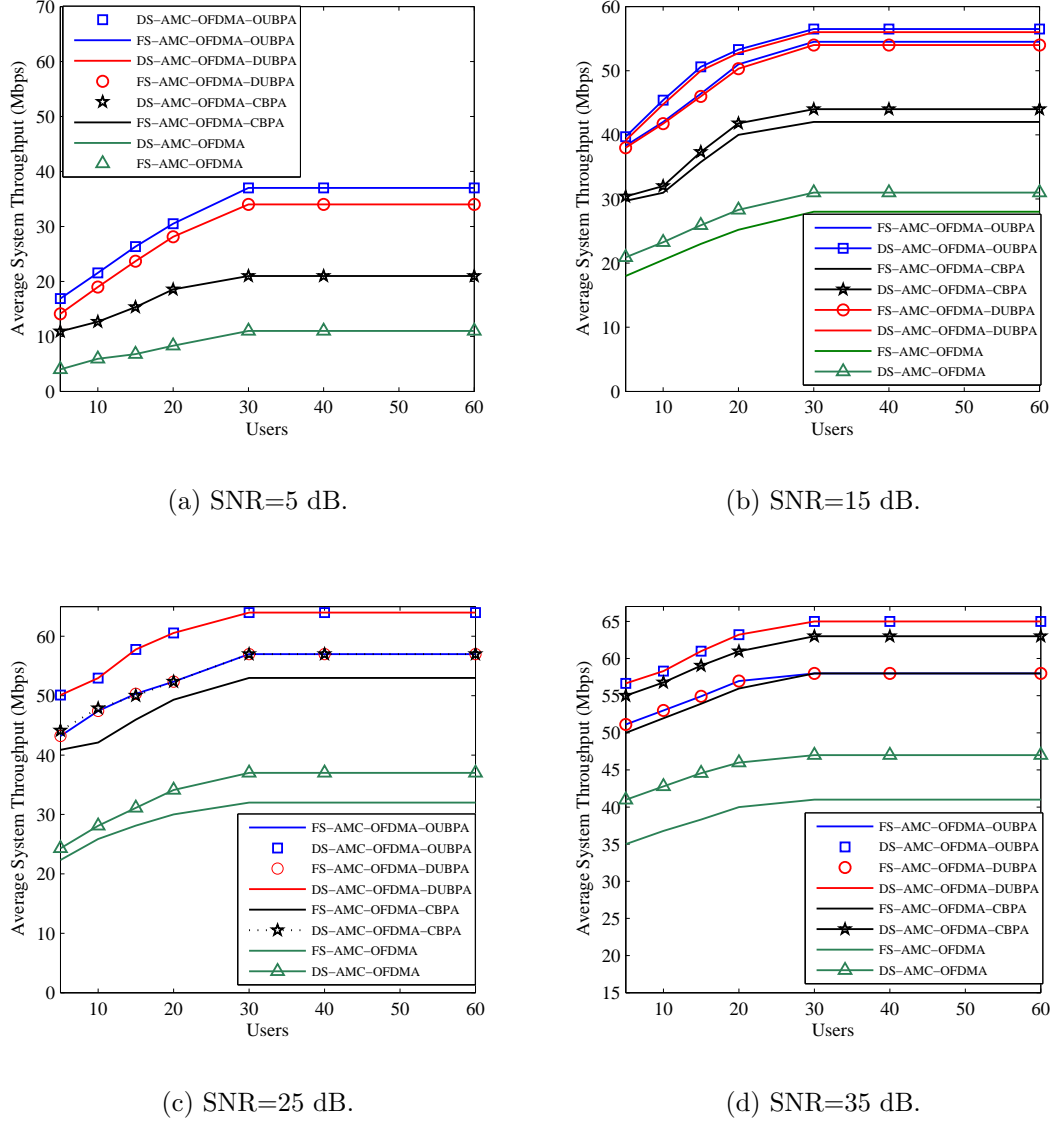 70
60
50
40
30
20
10
0
Average System Throughput (Mbps)
DS−AMC−OFDMA−OUBPA
FS−AMC−OFDMA−OUBPA
DS−AMC−OFDMA−DUBPA
FS−AMC−OFDMA−DUBPA
DS−AMC−OFDMA−CBPA
FS−AMC−OFDMA−CBPA
DS−AMC−OFDMA
FS−AMC−OFDMA
10 20 30 40 50 60
Users
(a) SNR=5 dB.
60
50
40
30
20
10
0
Average System Throughput (Mbps)
FS−AMC−OFDMA−OUBPA
DS−AMC−OFDMA−OUBPA
FS−AMC−OFDMA−CBPA
DS−AMC−OFDMA−CBPA
FS−AMC−OFDMA−DUBPA
DS−AMC−OFDMA−DUBPA
FS−AMC−OFDMA
DS−AMC−OFDMA
10 20 30 40 50 60
Users
(b) SNR=15 dB.
60
50
40
30
20
10
0
Average System Throughput (Mbps)
FS−AMC−OFDMA−OUBPA
DS−AMC−OFDMA−OUBPA
FS−AMC−OFDMA−DUBPA
DS−AMC−OFDMA−DUBPA
FS−AMC−OFDMA−CBPA
DS−AMC−OFDMA−CBPA
FS−AMC−OFDMA
DS−AMC−OFDMA
10 20 30 40 50 60
Users
(c) SNR=25 dB.
65
60
55
50
45
40
35
30
25
20
15
Average System Throughput (Mbps)
FS−AMC−OFDMA−OUBPA
DS−AMC−OFDMA−OUBPA
FS−AMC−OFDMA−DUBPA
DS−AMC−OFDMA−DUBPA
FS−AMC−OFDMA−CBPA
DS−AMC−OFDMA−CBPA
FS−AMC−OFDMA
DS−AMC−OFDMA
10 20 30 40 50 60
Users
(d) SNR=35 dB.